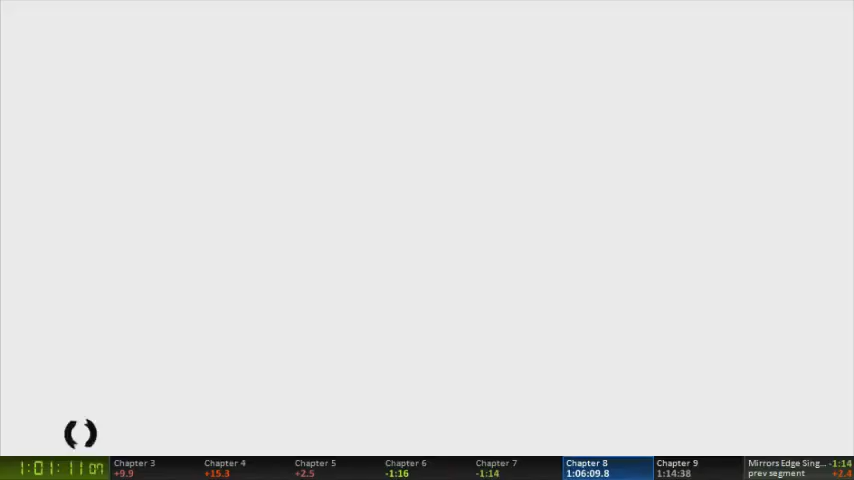 1:01:11 07
Chapter 3
+9.9
Chapter 4
+15.3
Chapter 5
+2.5
Chapter 6
-1:16
Chapter 7
-1:14
Chapter 8
1:06:09.8
Chapter 9
1:14:38
Mirrors Edge Sing... -1:14
prev segment +2.4